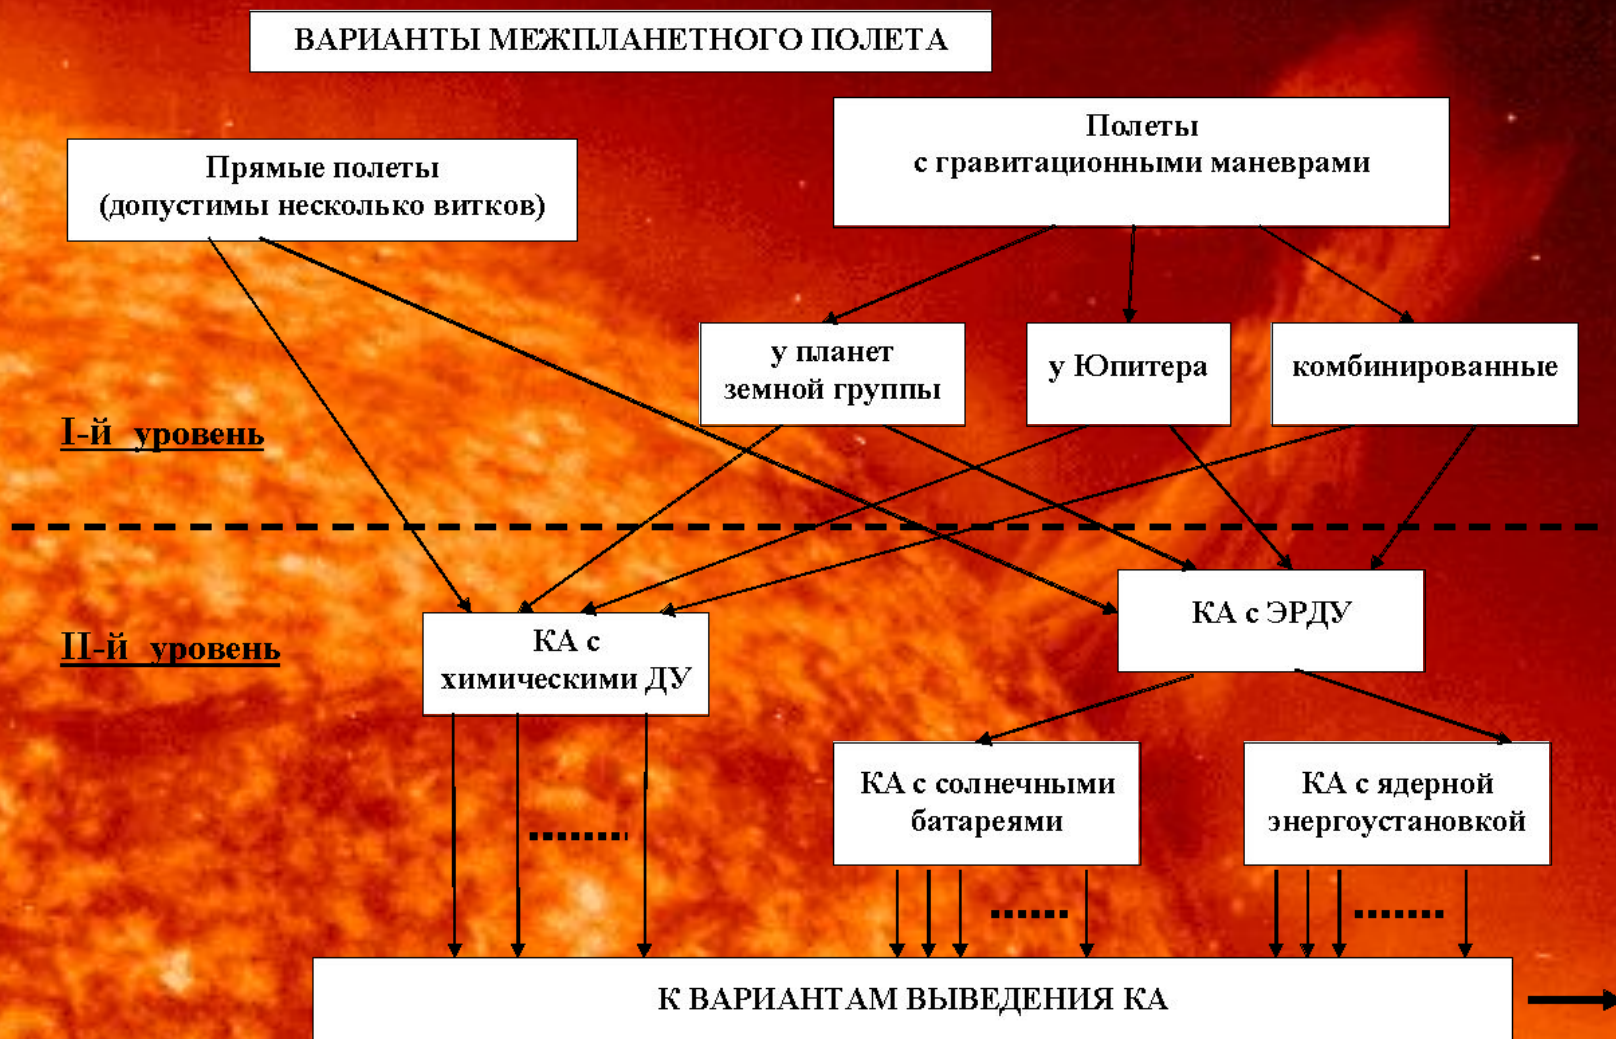 ВАРИАНТЫ МЕЖПЛАНЕТНОГО ПОЛЕТА
Прямые полеты
(допустимы несколько витков)
Полеты
с гравитационными маневрами
у планет
земной группы
у Юпитера
комбинированные
I-й уровень
II-й уровень
КА с
химическими ДУ
КА с ЭРДУ
КА с солнечными
батареями
КА с ядерной
энергоустановкой
К ВАРИАНТАМ ВЫВЕДЕНИЯ КА